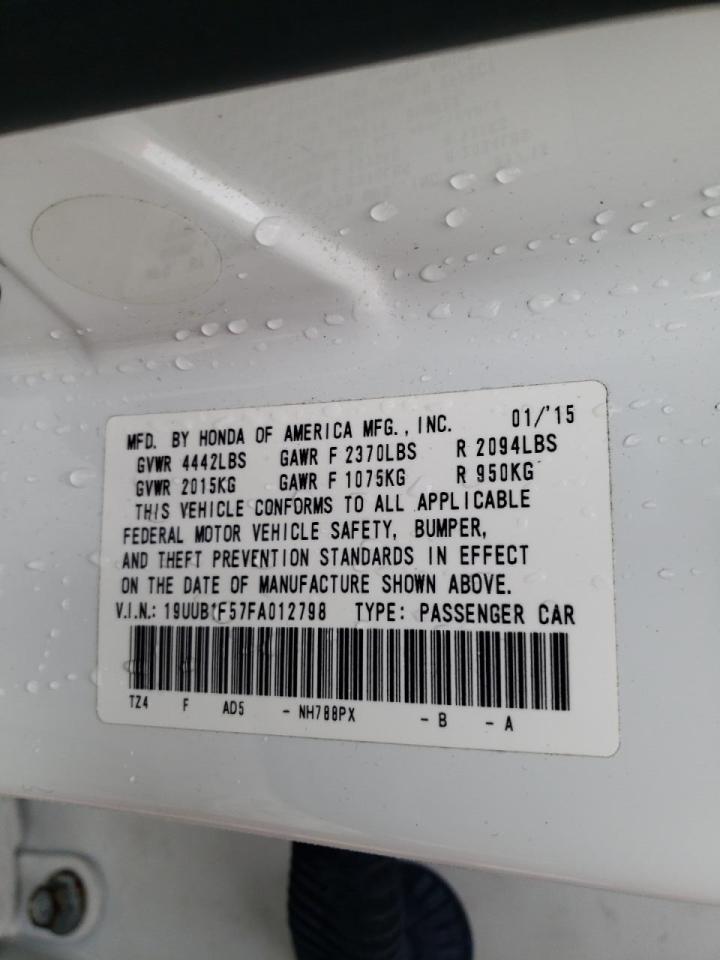 MFD. BY HONDA OF AMERICA MFG., INC. 01/'15
GVWR 4442LBS GAWR F 2370LBS R 2094LBS
GVWR 2015KG GAWR F 1075KG R 950KG
THIS VEHICLE CONFORMS TO ALL APPLICABLE
FEDERAL MOTOR VEHICLE SAFETY, BUMPER,
AND THEFT PREVENTION STANDARDS IN EFFECT
ON THE DATE OF MANUFACTURE SHOWN ABOVE.
V.I.N.: 19UUB1F57FA012798 TYPE: PASSENGER CAR
TZ4 F AD5 - NH788PX - B - A